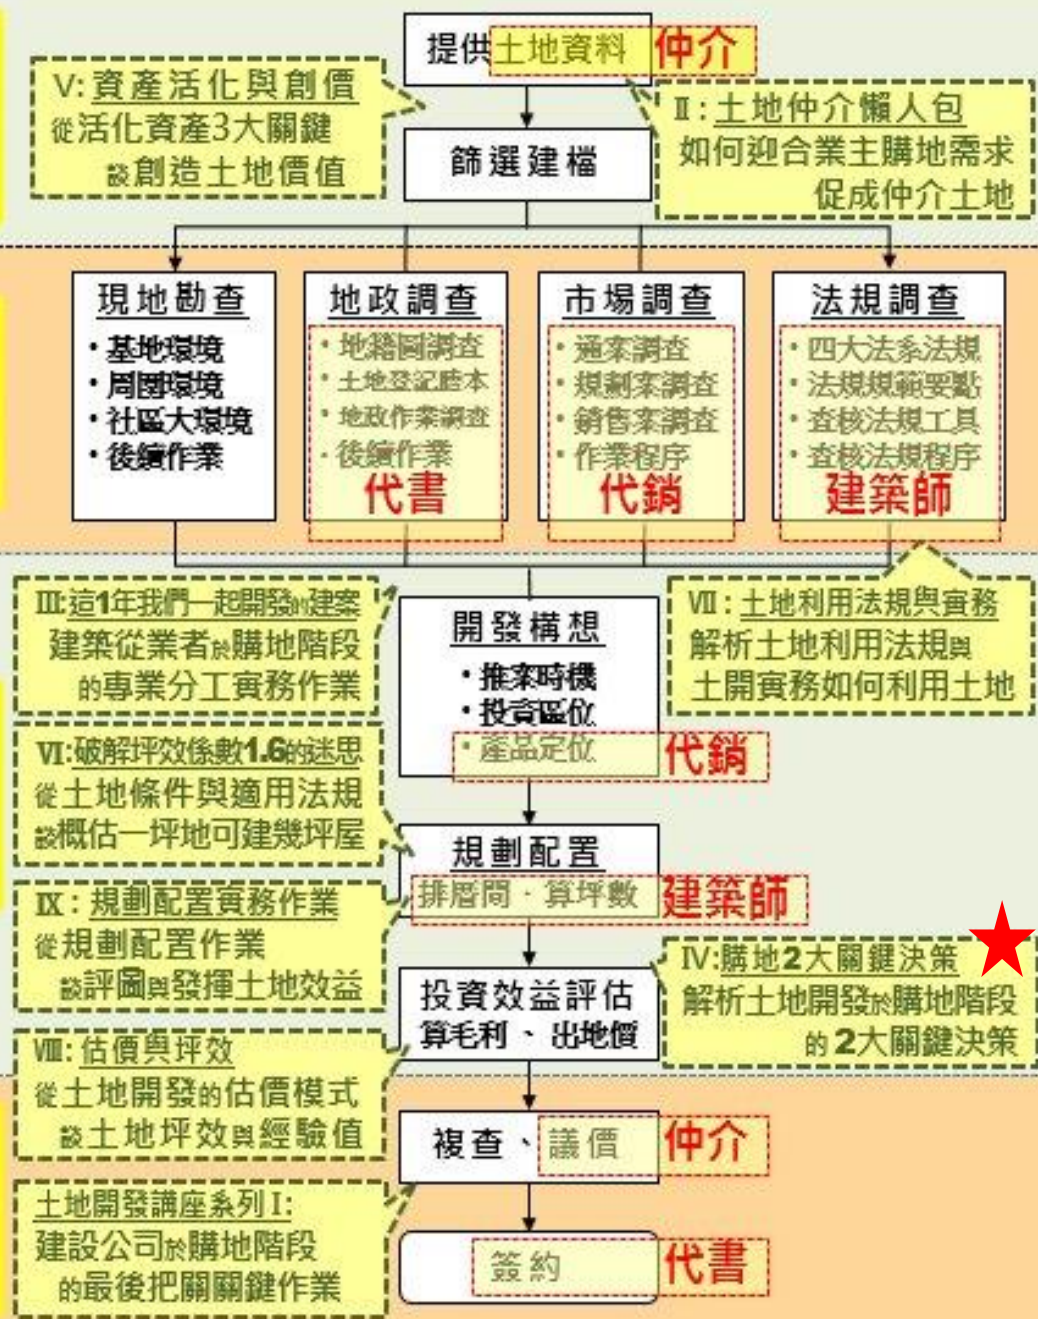 提供土地資料 仲介
V: 資產活化與創價
從活化資產3大關鍵
談創造土地價值
II：土地仲介懶人包
如何迎合業主購地需求
促成仲介土地
篩選建檔
現地勘查
・基地環境
・周圍環境
・社區大環境
・後續作業
地政調查
・地籍圖調查
・土地登記謄本
・地政作業調查
・後續作業
代書
市場調查
・通案調查
・規劃案調查
・銷售案調查
・作業程序
代銷
法規調查
・四大法系法規
・法規規範要點
・查核法規工具
・查核法規程序
建築師
III:這1年我們一起開發的建案
建築從業者於購地階段
的專業分工實務作業
開發構想
・推案時機
・投資區位
・產品定位 代銷
VII：土地利用法規與實務
解析土地利用法規與
土開實務如何利用土地
VI:破解坪效係數1.6的迷思
從土地條件與適用法規
談概估一坪地可建幾坪屋
規劃配置
排層間・算坪數 建築師
IX：規劃配置實務作業
從規劃配置作業
談評圖與發揮土地效益
投資效益評估
算毛利、出地價
IV:購地2大關鍵決策
解析土地開發於購地階段
的2大關鍵決策
VIII: 估價與坪效
從土地開發的估價模式
談土地坪效與經驗值
複查、議價 仲介
土地開發講座系列 I:
建設公司於購地階段
的最後把關關鍵作業
簽約 代書